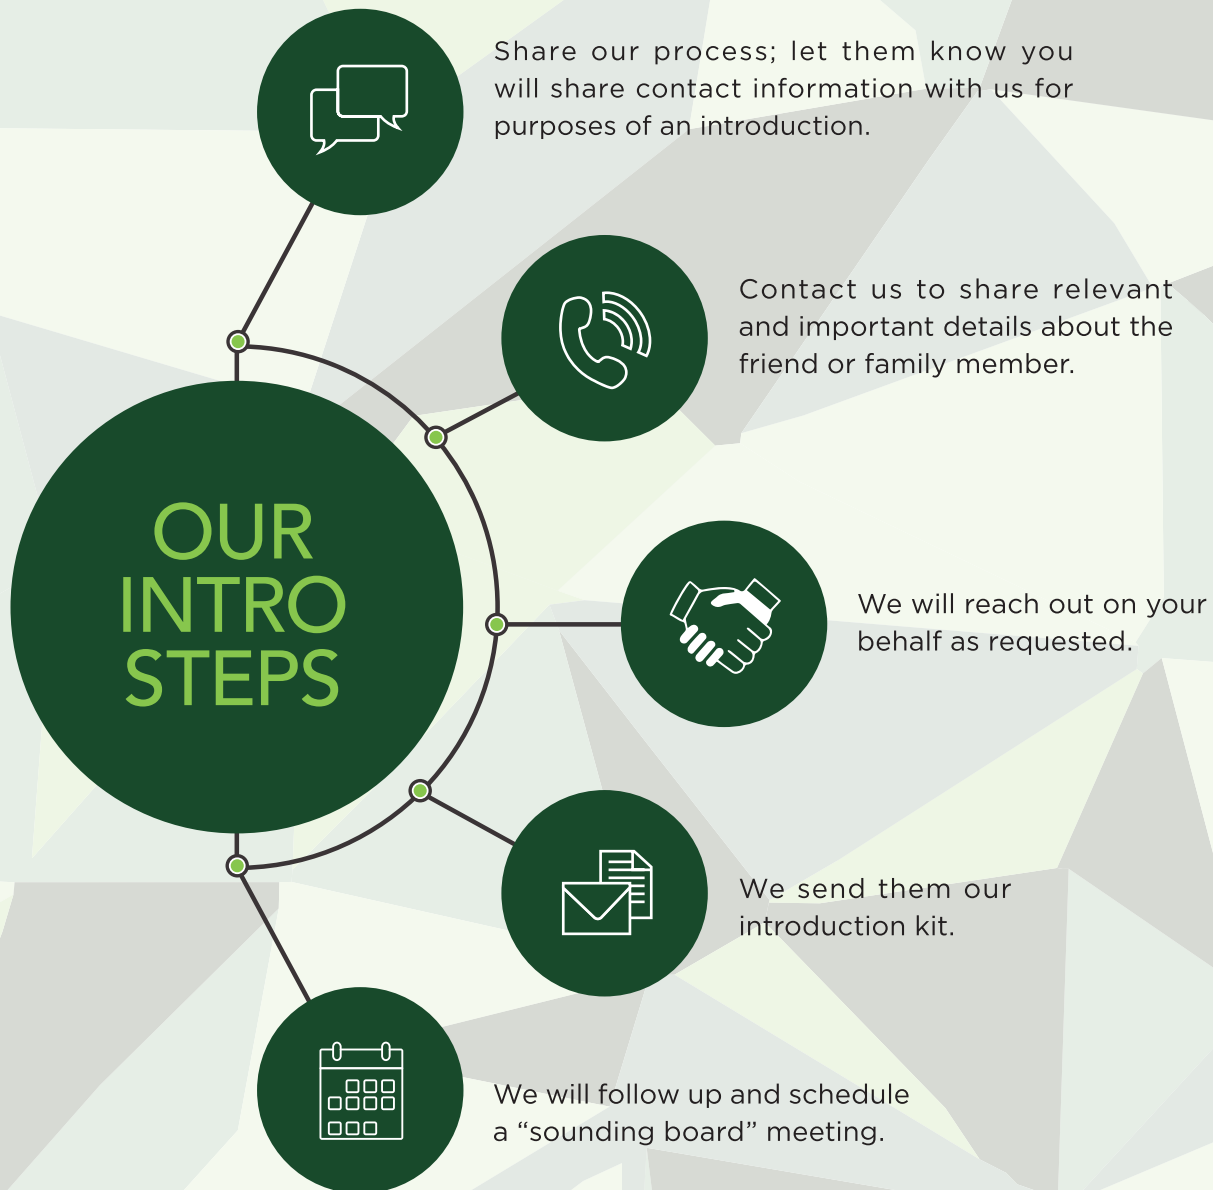 Share our process; let them know you
will share contact information with us for
purposes of an introduction.
Contact us to share relevant
and important details about the
friend or family member.
OUR
INTRO
STEPS
We will reach out on your
behalf as requested.
We send them our
introduction kit.
We will follow up and schedule
a “sounding board” meeting.